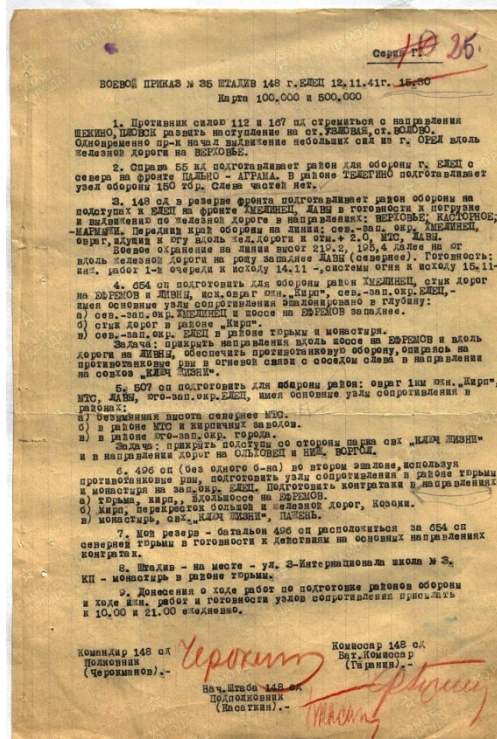 Серия Г.
25.
БОЕВОЙ ПРИКАЗ № 35 ШТАДИВ 148 г.ЕЛЕЦ 12.11.41г. 15.30
Карта 100.000 и 500.000
1. Противник силою 112 и 167 пд стремиться с направления
ЩЕКИНО, развить наступление на ст.УЗЛОВАЯ,ст.ВОЛОВО.
Одновременно пр-к начал выдвижение небольших сил из г. ОРЕЛ вдоль
железной дороги на ВЕРХОВЬЕ.
2. Справа 55 кд подготавливает район для обороны г. ЕЛЕЦ с
севера на фронте ПАЛЬНО - АГРАМА. В районе ТЕЛЕГИНО подготавливает
узел обороны 150 тбр. Слева частей нет.
3. 148 сд в резерве фронта подготавливает район обороны на
подступах к ЕЛЕЦ на фронте ХМЕЛИНЕЦ, ЛАВЫ в готовности к погрузке
и выдвижению по железной дороге в направлениях: ВЕРХОВЬЕ; КАСТОРНОЕ;
-МАРМЫЖИ. Передний край обороны на линии: сев.-зап. окр. ХМЕЛИНЕЦ,
овраг,идущий к югу вдоль жел.дороги к отм.+ 2.0, МТС, ЛАВЫ.
Боевое охранение на линии высот 219.2, 195,4 далее на юг
вдоль железной дороги на рощу западнее ЛАВЫ (севернее). Готовность:
инж. работ 1-й очереди к исходу 14.11 -,системы огня к исходу 15.11-
4. 654 сп подготовить для обороны район ХМЕЛИНЕЦ, стык дорог
на ЕФРЕМОВ и ЛИВНЫ, иск.овраг южн."Кирп", сев.-зап.окр.ЕЛЕЦ,-
имея основные узлы сопротивления эшалонировано в глубину:
а) сев.-зап.окр.ХМЕЛИНЕЦ и шоссе на ЕФРЕМОВ западнее.
б) стык дорог в районе "Кирп".
в) сев.-зап.окр. ЕЛЕЦ в районе тюрьмы и монастыря.
Задача: прикрыть направления вдоль шоссе на ЕФРЕМОВ и вдоль
дороги на ЛИВНЫ, обеспечить противотанковую оборону,опираясь на
противотанковые рвы в огневой связи с соседом слева в направлении
на совхоз "КЛЮЧ ЖИЗНИ".
5. 507 сп подготовить для обороны район: овраг 1км южн."Кирп",
МТС, ЛАВЫ, юго-зап.окр.ЕЛЕЦ, имея основные узлы сопротивления в
районах:
а) безымянная высота севернее МТС.
б) в районе МТС и кирпичных заводом.
в) в районе юго-зап.окр. города.
Задача: прикрыть подступы со стороны парка свх "КЛЮЧ ЖИЗНИ"
и в направлении дорог на ОЛЬХОВЕЦ и НИЖ. ВОРГОЛ.
6. 496 сп (без одного б-на) во втором эшалоне,используя
противотанковые рвы, подготовить узлы сопротивления в районе тюрьмы
и монастыря на зап.окр. ЕЛЕЦ. Подготовить контратаки в направлениях
а) тюрьма, кирп,, вдольшоссе на ЕФРЕМОВ.
б) Кирп, перекресток большой и железной дорог, Козоки.
в) монастырь, свх."КЛЮЧ ЖИЗНИ", ПАЖЕНЬ.
7. Мой резерв - батальон 496 сп расположиться за 654 сп
северней тюрьмы в готовности к действиям на основных направлениях
контратак.
8. Штадив - на месте - ул. 3-Интернационала школа № 3.
КП - монастырь в районе тюрьмы.
9. Донесения о ходе работ по подготовке районов обороны
и ходе инж. работ и готовности узлов сопротивления присылать
к 10.00 и 21.00 ежедневно.
Командир 148 сд
Полковник
(Черокманов).-
Комиссар 148 сд
Бат.Комиссар
(Гаранин).-
Нач.Штаба 148 сд
Подполковник
(Касаткин).-